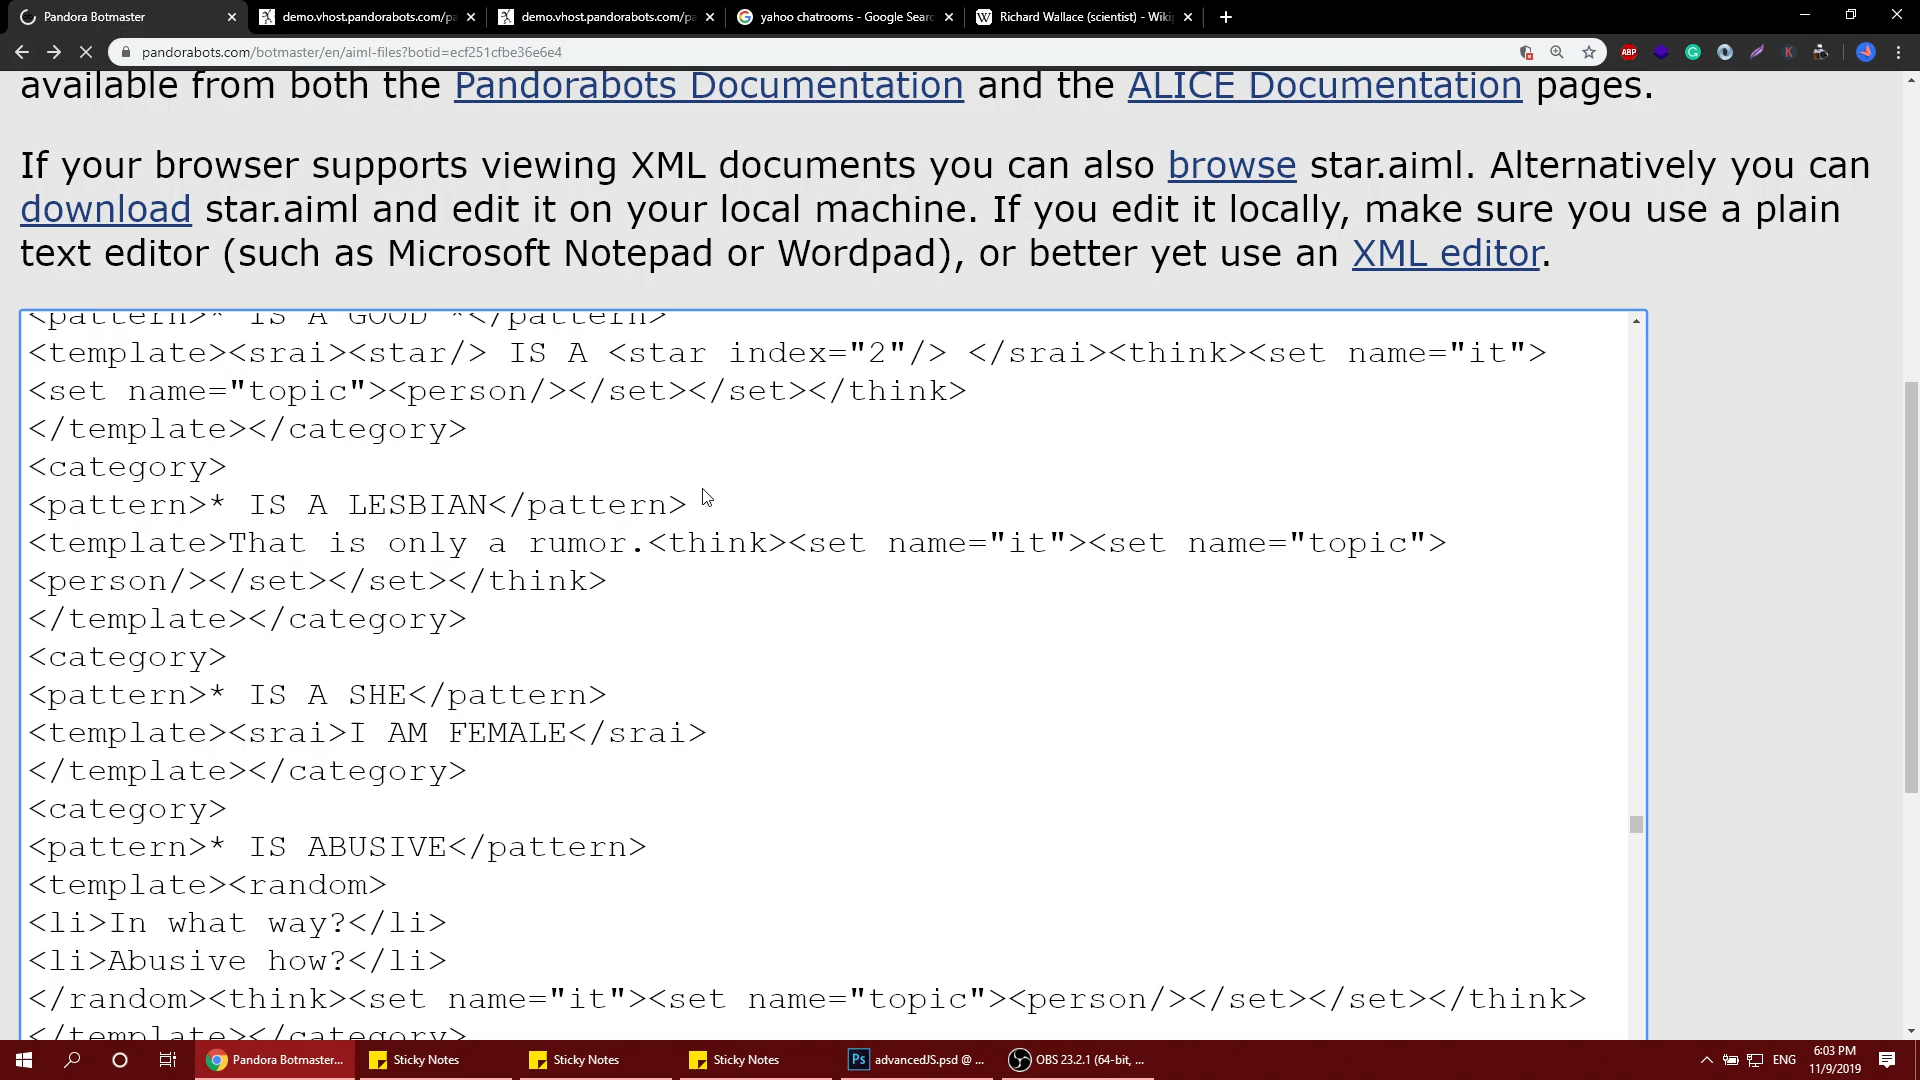 Pandora Botmaster
demo.vhost.pandorabots.com/pa
demo.vhost.pandorabots.com/pa
yahoo chatrooms - Google Searc
Richard Wallace (scientist) - Wiki
pandorabots.com/botmaster/en/aiml-files?botid=ecf251cfbe36e6e4
ABP
available from both the Pandorabots Documentation and the ALICE Documentation pages.
If your browser supports viewing XML documents you can also browse star.aiml. Alternatively you can
download star.aiml and edit it on your local machine. If you edit it locally, make sure you use a plain
text editor (such as Microsoft Notepad or Wordpad), or better yet use an XML editor.
<pattern>* IS A GOOD *</pattern>
<template><srai><star/> IS A <star index="2"/> </srai><think><set name="it">
<set name="topic"><person/></set></set></think>
</template></category>
<category>
<pattern>* IS A LESBIAN</pattern>
<template>That is only a rumor.<think><set name="it"><set name="topic">
<person/></set></set></think>
</template></category>
<category>
<pattern>* IS A SHE</pattern>
<template><srai>I AM FEMALE</srai>
</template></category>
<category>
<pattern>* IS ABUSIVE</pattern>
<template><random>
<li>In what way?</li>
<li>Abusive how?</li>
</random><think><set name="it"><set name="topic"><person/></set></set></think>
</template></category>
Pandora Botmaster...
Sticky Notes
Sticky Notes
Sticky Notes
Ps
advancedJS.psd @ ...
OBS 23.2.1 (64-bit, ...
ENG
6:03 PM
11/9/2019